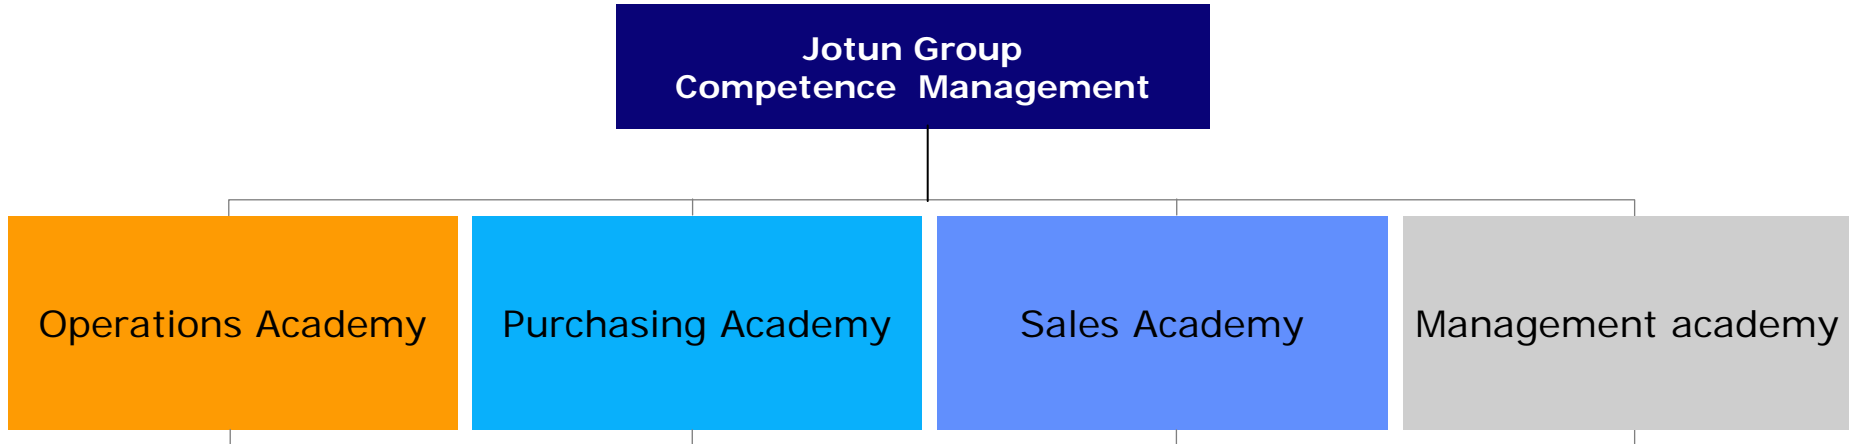 Jotun Group
Competence Management
Operations Academy
Purchasing Academy
Sales Academy
Management academy